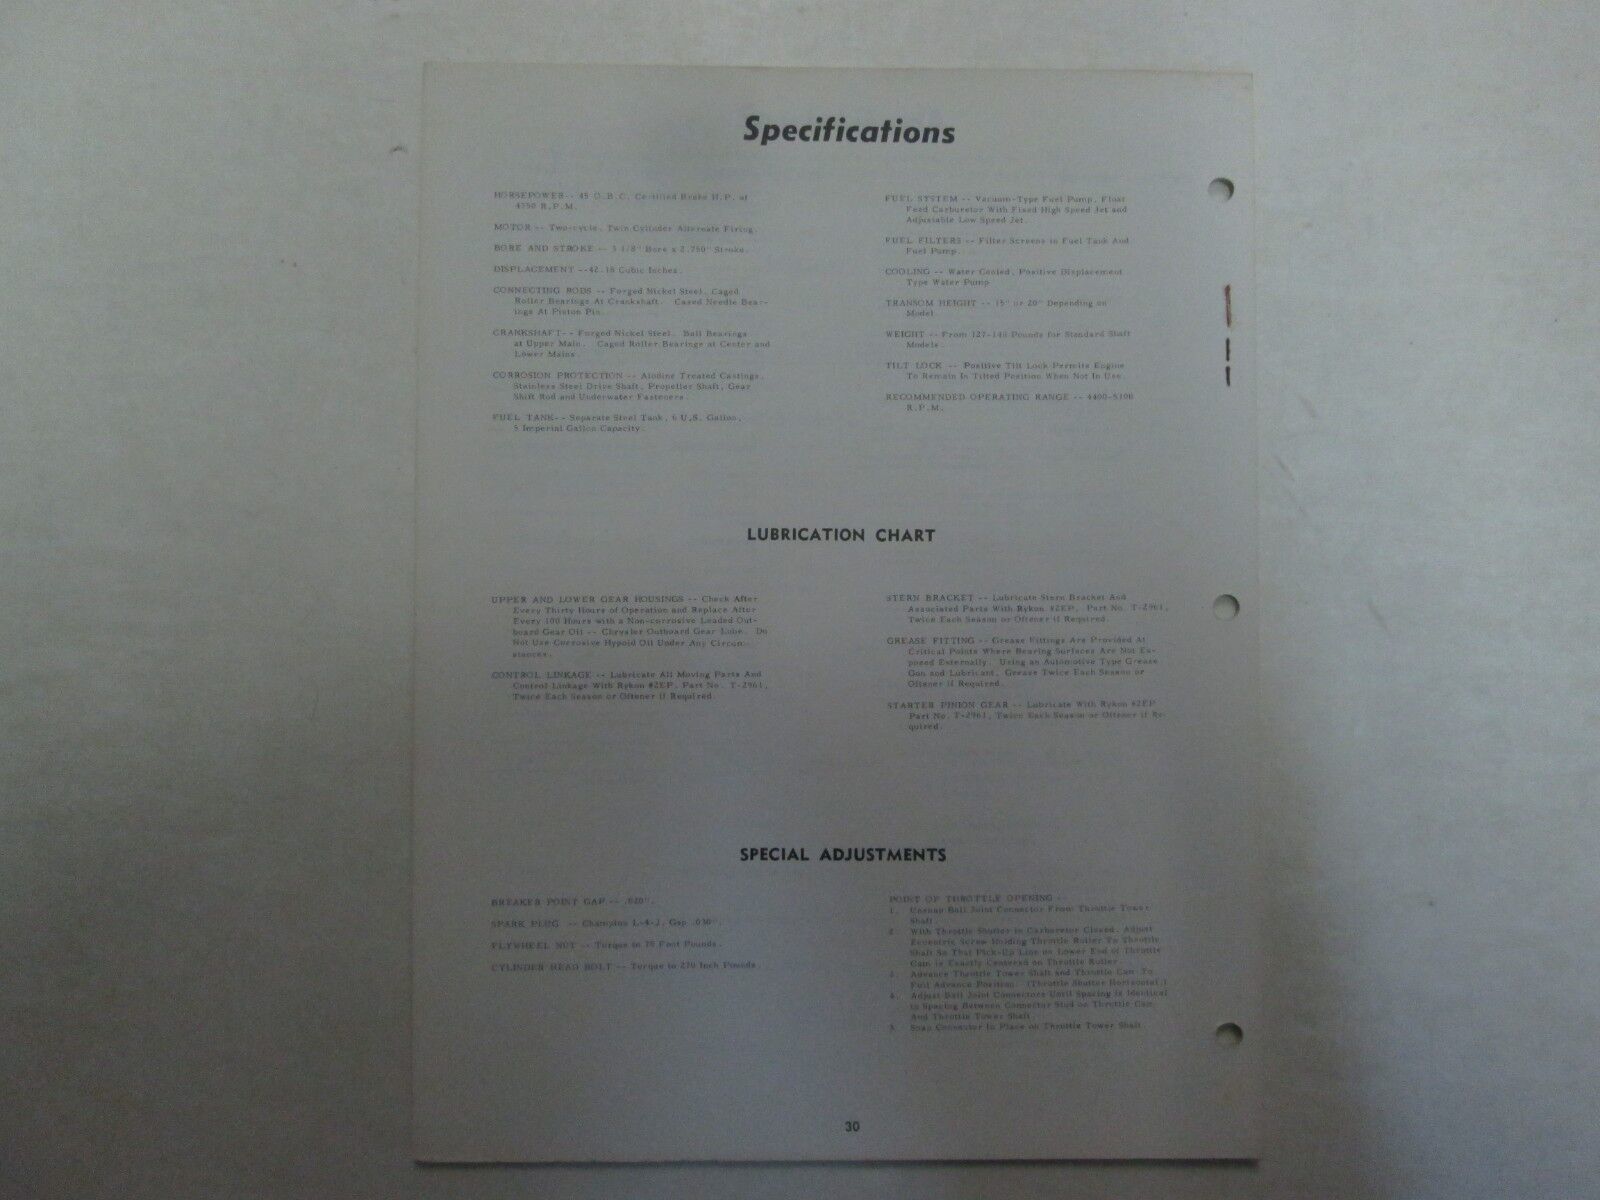 Specifications
HORSEPOWER-- 45 O.B.C. Certified Brake H.P. at
4750 R.P.M.
MOTOR -- Two-cycle, Twin Cylinder Alternate Firing.
BORE AND STROKE -- 3 1/8" Bore x 2.750" Stroke.
DISPLACEMENT --42.18 Cubic Inches.
CONNECTING RODS -- Forged Nickel Steel, Caged
Roller Bearings At Crankshaft. Cased Needle Bear-
ings At Piston Pin.
CRANKSHAFT-- Forged Nickel Steel. Ball Bearings
at Upper Main. Caged Roller Bearings at Center and
Lower Mains.
CORROSION PROTECTION -- Alodine Treated Castings,
Stainless Steel Drive Shaft, Propeller Shaft, Gear
Shift Rod and Underwater Fasteners.
FUEL TANK-- Separate Steel Tank, 6 U.S. Gallon,
5 Imperial Gallon Capacity.
FUEL SYSTEM -- Vacuum-Type Fuel Pump, Float
Feed Carburetor With Fixed High Speed Jet and
Adjustable Low Speed Jet.
FUEL FILTERS -- Filter Screens in Fuel Tank And
Fuel Pump.
COOLING -- Water Cooled, Positive Displacement
Type Water Pump
TRANSOM HEIGHT -- 15" or 20" Depending on
Model.
WEIGHT -- From 127-140 Pounds for Standard Shaft
Models.
TILT LOCK -- Positive Tilt Lock Permits Engine
To Remain In Tilted Position When Not In Use.
RECOMMENDED OPERATING RANGE -- 4400-5100
R.P.M.
LUBRICATION CHART
UPPER AND LOWER GEAR HOUSINGS -- Check After
Every Thirty Hours of Operation and Replace After
Every 100 Hours with a Non-corrosive Leaded Out-
board Gear Oil -- Chrysler Outboard Gear Lube. Do
Not Use Corrosive Hypoid Oil Under Any Circum-
stances.
CONTROL LINKAGE -- Lubricate All Moving Parts And
Control Linkage With Rykon #2EP, Part No. T-2961,
Twice Each Season or Oftener if Required.
STERN BRACKET -- Lubricate Stern Bracket And
Associated Parts With Rykon #2EP, Part No. T-2961,
Twice Each Season or Oftener if Required.
GREASE FITTING -- Grease Fittings Are Provided At
Critical Points Where Bearing Surfaces Are Not Ex-
posed Externally. Using an Automotive Type Grease
Gun and Lubricant, Grease Twice Each Season or
Oftener if Required.
STARTER PINION GEAR -- Lubricate With Rykon #2EP
Part No. T-2961, Twice Each Season or Oftener if Re-
quired.
SPECIAL ADJUSTMENTS
BREAKER POINT GAP -- .020".
SPARK PLUG -- Champion L-4-J, Gap .030".
FLYWHEEL NUT -- Torque to 70 Foot Pounds.
CYLINDER HEAD BOLT -- Torque to 270 Inch Pounds.
POINT OF THROTTLE OPENING --
1. Unsnap Ball Joint Connector From Throttle Tower
Shaft.
2. With Throttle Shutter in Carburetor Closed, Adjust
Eccentric Screw Holding Throttle Roller To Throttle
Shaft So That Pick-Up Line on Lower End of Throttle
Cam is Exactly Centered on Throttle Roller.
3. Advance Throttle Tower Shaft and Throttle Cam To
Full Advance Position. (Throttle Shutter Horizontal.)
4. Adjust Ball Joint Connectors Until Spacing is Identical
to Spacing Between Connector Stud on Throttle Cam
And Throttle Tower Shaft.
5. Snap Connector In Place on Throttle Tower Shaft.
30